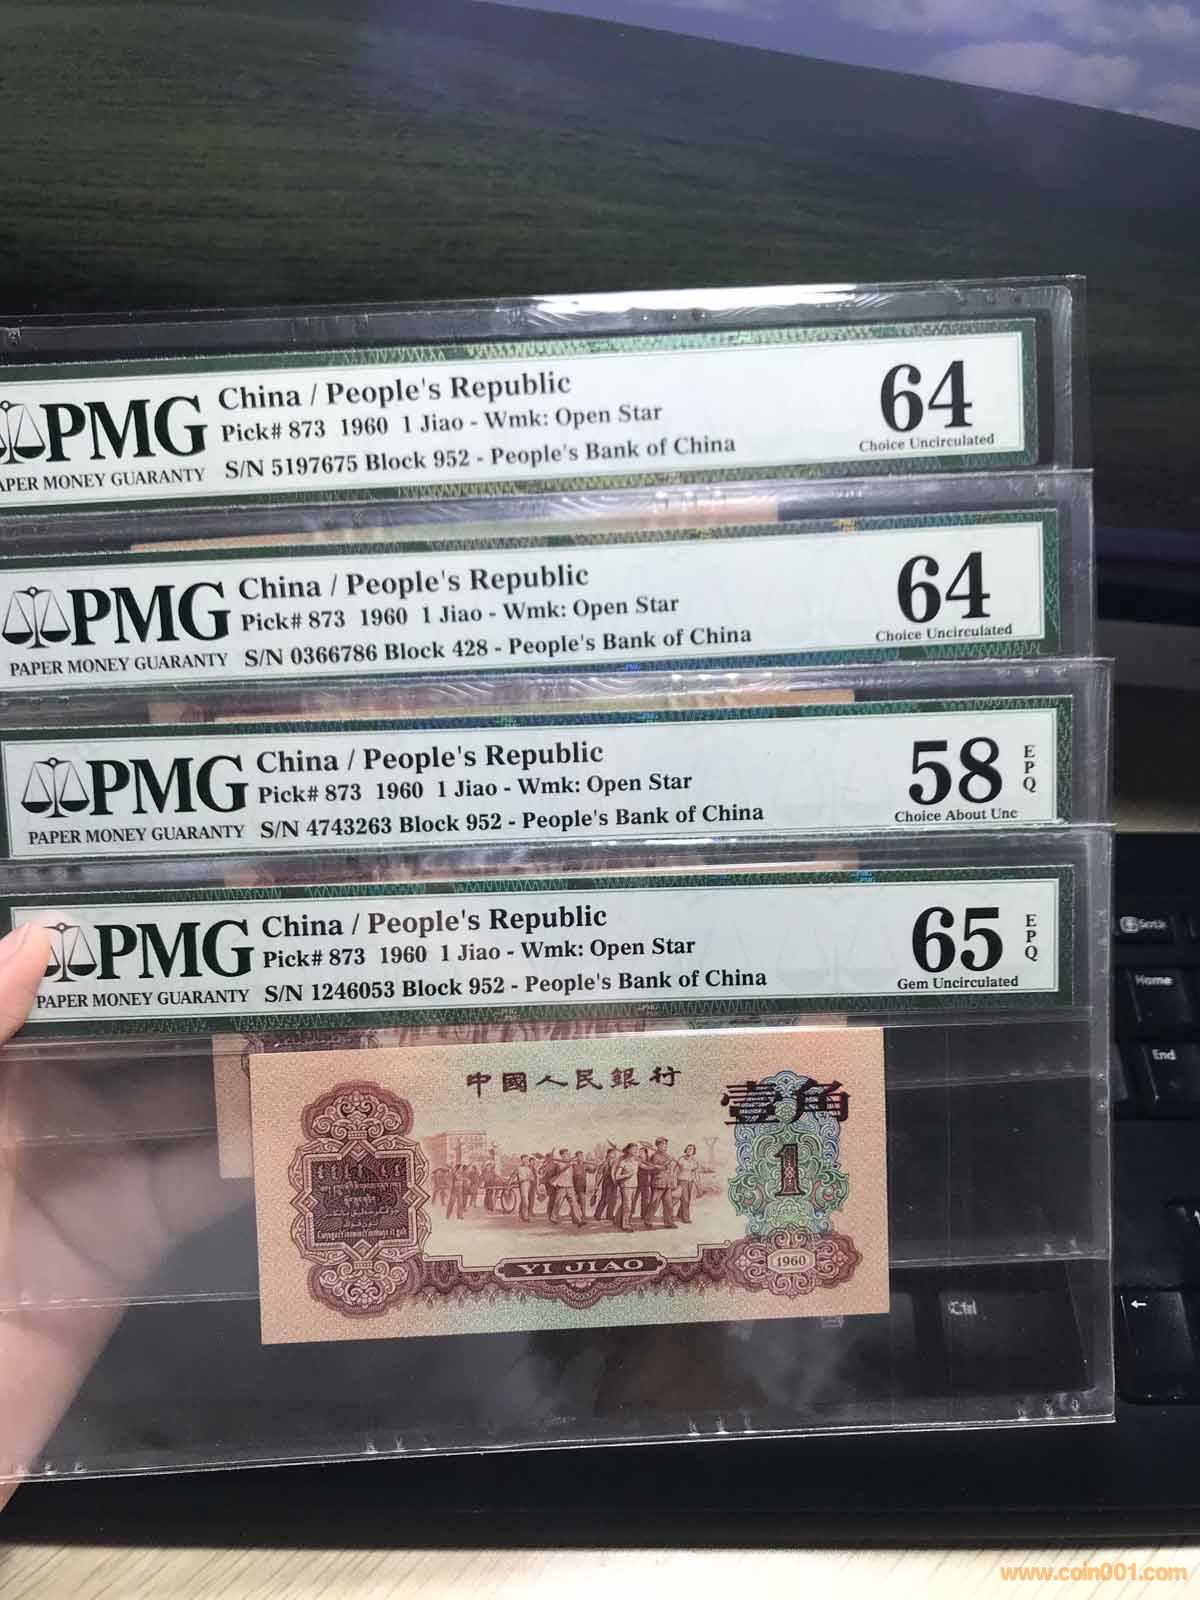 PMG
PAPER MONEY GUARANTY
China / People's Republic
Pick# 873 1960 1 Jiao - Wmk: Open Star
S/N 5197675 Block 952 - People's Bank of China
64
Choice Uncirculated
PMG
PAPER MONEY GUARANTY
China / People's Republic
Pick# 873 1960 1 Jiao - Wmk: Open Star
S/N 0366786 Block 428 - People's Bank of China
64
Choice Uncirculated
PMG
PAPER MONEY GUARANTY
China / People's Republic
Pick# 873 1960 1 Jiao - Wmk: Open Star
S/N 4743263 Block 952 - People's Bank of China
58
EPQ
Choice About Unc
PMG
PAPER MONEY GUARANTY
China / People's Republic
Pick# 873 1960 1 Jiao - Wmk: Open Star
S/N 1246053 Block 952 - People's Bank of China
65
EPQ
Gem Uncirculated
中國人民銀行
壹角
1
YI JIAO
1960
Home
End
Ctrl
www.coin001.com